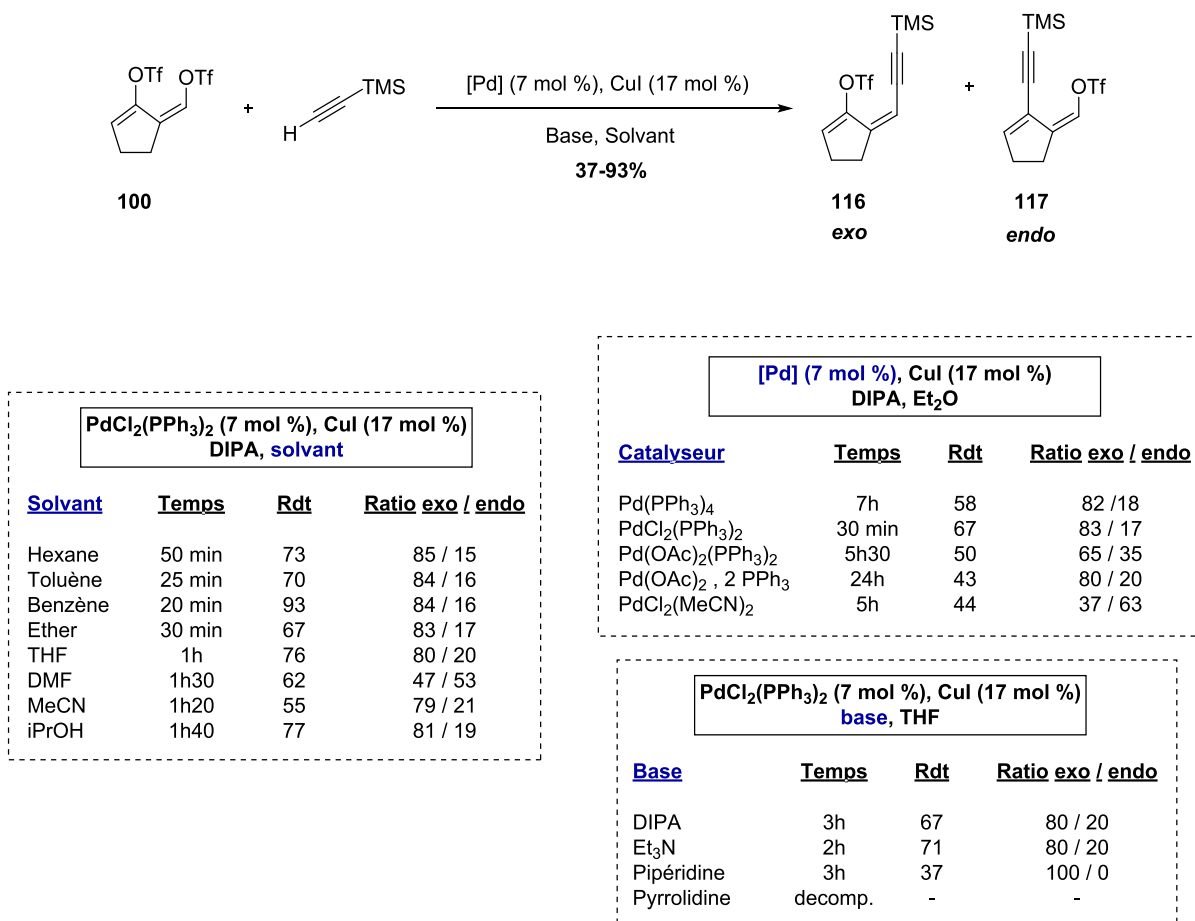 TMS
TMS
OTf
OTf
+
H
TMS
[Pd] (7 mol %), CuI (17 mol %)
Base, Solvant
37-93%
OTf
+
OTf
100
116
exo
117
endo
PdCl2(PPh3)2 (7 mol %), CuI (17 mol %)
DIPA, solvant
Solvant Temps Rdt Ratio exo / endo
Hexane 50 min 73 85 / 15
Toluène 25 min 70 84 / 16
Benzène 20 min 93 84 / 16
Ether 30 min 67 83 / 17
THF 1h 76 80 / 20
DMF 1h30 62 47 / 53
MeCN 1h20 55 79 / 21
iPrOH 1h40 77 81 / 19
[Pd] (7 mol %), CuI (17 mol %)
DIPA, Et2O
Catalyseur Temps Rdt Ratio exo / endo
Pd(PPh3)4 7h 58 82 /18
PdCl2(PPh3)2 30 min 67 83 / 17
Pd(OAc)2(PPh3)2 5h30 50 65 / 35
Pd(OAc)2 , 2 PPh3 24h 43 80 / 20
PdCl2(MeCN)2 5h 44 37 / 63
PdCl2(PPh3)2 (7 mol %), CuI (17 mol %)
base, THF
Base Temps Rdt Ratio exo / endo
DIPA 3h 67 80 / 20
Et3N 2h 71 80 / 20
Pipéridine 3h 37 100 / 0
Pyrrolidine decomp. - -